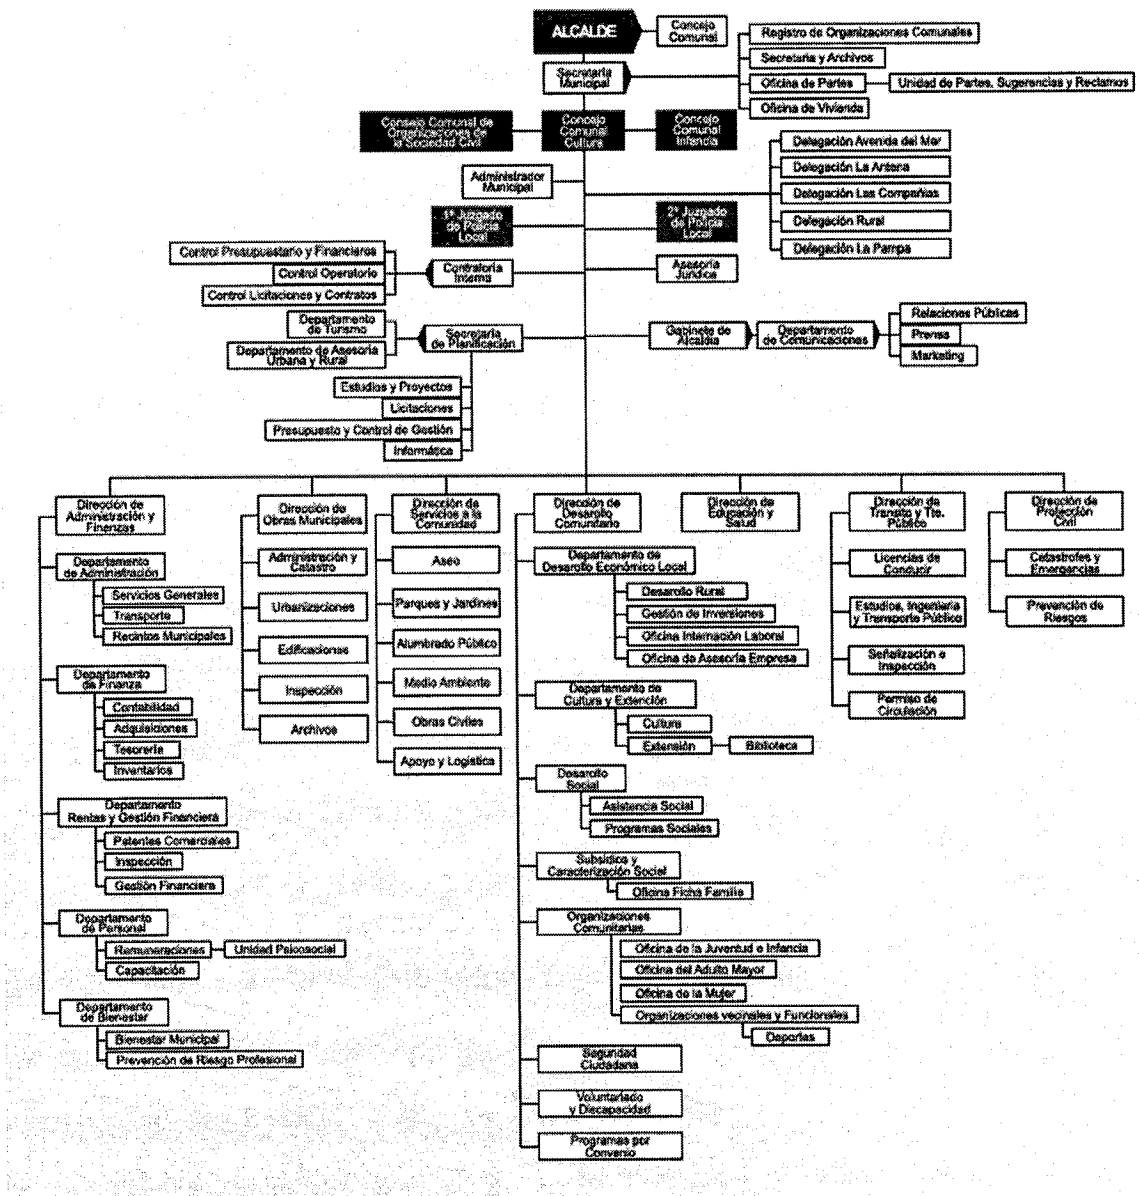 ALCALDE
Concejo
Comunal
Secretaría
Municipal
Registro de Organizaciones Comunales
Secretaria y Archivos
Oficina de Partes
Unidad de Partes, Sugerencias y Reclamos
Oficina de Vivienda
Consejo Comunal de
Organizaciones de
la Sociedad Civil
Concejo
Comunal
Cultura
Concejo
Comunal
Infancia
Delegación Avenida del Mar
Delegación La Antena
Delegación Las Compañías
Delegación Rural
Delegación La Pampa
Administrador
Municipal
1º Juzgado
de Policía
Local
2º Juzgado
de Policía
Local
Control Presupuestario y Financieros
Control Operatorio
Control Licitaciones y Contratos
Contraloría
Interna
Asesoría
Jurídica
Departamento
de Turismo
Departamento de Asesoría
Urbana y Rural
Secretaría
de Planificación
Gabinete de
Alcaldía
Departamento
de Comunicaciones
Relaciones Públicas
Prensa
Marketing
Estudios y Proyectos
Licitaciones
Presupuesto y Control de Gestión
Informática
Dirección de
Administración y
Finanzas
Departamento
de Administración
Servicios Generales
Transporte
Recintos Municipales
Departamento
de Finanza
Contabilidad
Adquisiciones
Tesorería
Inventarios
Departamento
Rentas y Gestión Financiera
Patentes Comerciales
Inspección
Gestión Financiera
Departamento
de Personal
Remuneraciones
Unidad Psicosocial
Capacitación
Departamento
de Bienestar
Bienestar Municipal
Prevención de Riesgo Profesional
Dirección de
Obras Municipales
Administración y
Catastro
Urbanizaciones
Edificaciones
Inspección
Archivos
Dirección de
Servicios a la
Comunidad
Aseo
Parques y Jardines
Alumbrado Público
Medio Ambiente
Obras Civiles
Apoyo y Logística
Dirección de
Desarollo
Comunitario
Departamento de
Desarollo Económico Local
Desarollo Rural
Gestión de Inversiones
Oficina Internación Laboral
Oficina de Asesoría Empresa
Departamento de
Cultura y Extención
Cultura
Extensión
Biblioteca
Desarollo
Social
Asistencia Social
Programas Sociales
Subsidios y
Caracterización Social
Oficina Ficha Familia
Organizaciones
Comunitarias
Oficina de la Juventud e Infancia
Oficina del Adulto Mayor
Oficina de la Mujer
Organizaciones vecinales y Funcionales
Deportes
Seguridad
Ciudadana
Voluntariado
y Discapacidad
Programas por
Convenio
Dirección de
Educación y
Salud
Dirección de
Transito y Tte.
Público
Licencias de
Conducir
Estudios, Ingeniería
y Transporte Público
Señalización e
Inspección
Permiso de
Circulación
Dirección de
Protección
Civil
Catastrofes y
Emergencias
Prevención de
Riesgos